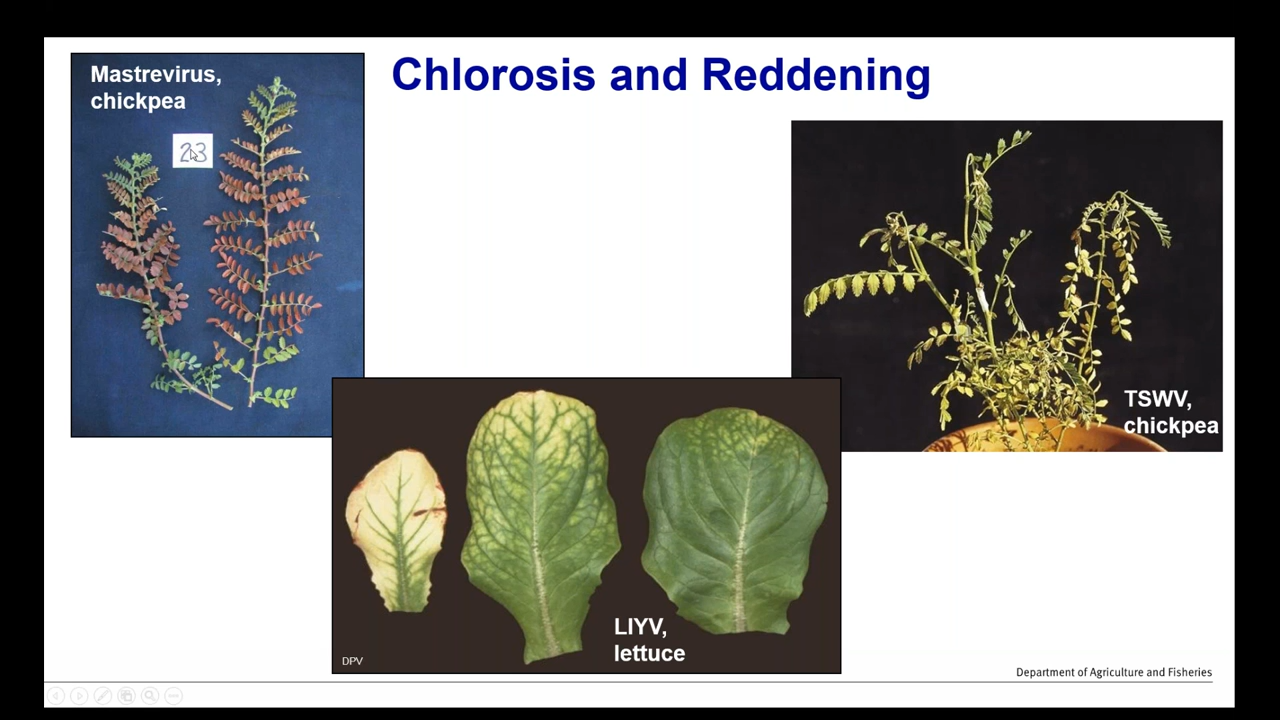 Chlorosis and Reddening
Mastrevirus,
chickpea
23
TSWV,
chickpea
LIYV,
lettuce
DPV
Department of Agriculture and Fisheries